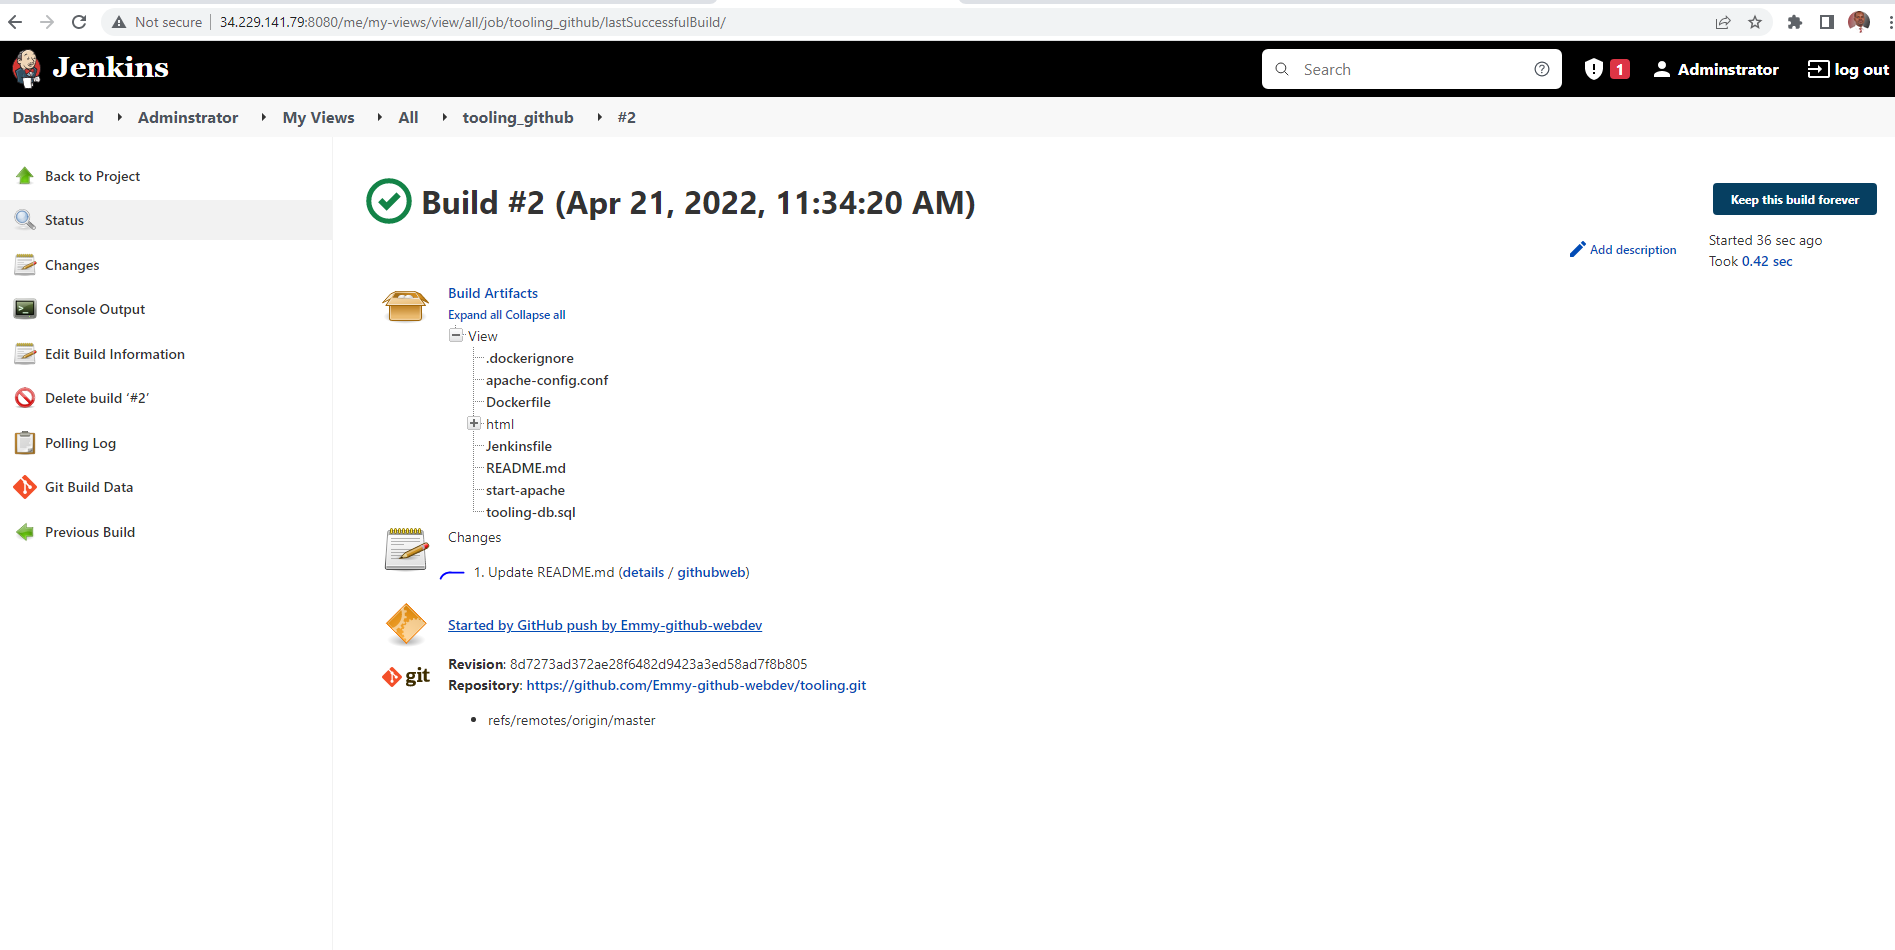 Not secure | 34.229.141.79:8080/me/my-views/view/all/job/tooling_github/lastSuccessfulBuild/
Jenkins
Search
1
Adminstrator
log out
Dashboard
Adminstrator
My Views
All
tooling_github
#2
Back to Project
Status
Changes
Console Output
Edit Build Information
Delete build ‘#2’
Polling Log
Git Build Data
Previous Build
Build #2 (Apr 21, 2022, 11:34:20 AM)
Keep this build forever
Add description
Started 36 sec ago
Took 0.42 sec
Build Artifacts
Expand all Collapse all
View
.dockerignore
apache-config.conf
Dockerfile
html
Jenkinsfile
README.md
start-apache
tooling-db.sql
Changes
1. Update README.md (details / githubweb)
Started by GitHub push by Emmy-github-webdev
git
Revision: 8d7273ad372ae28f6482d9423a3ed58ad7f8b805
Repository: https://github.com/Emmy-github-webdev/tooling.git
• refs/remotes/origin/master